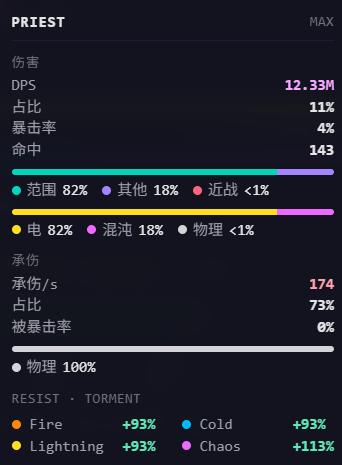 PRIEST MAX
伤害
DPS 12.33M
占比 11%
暴击率 4%
命中 143
范围 82% 其他 18% 近战 <1%
电 82% 混沌 18% 物理 <1%
承伤
承伤/s 174
占比 73%
被暴击率 0%
物理 100%
RESIST · TORMENT
Fire +93% Cold +93%
Lightning +93% Chaos +113%